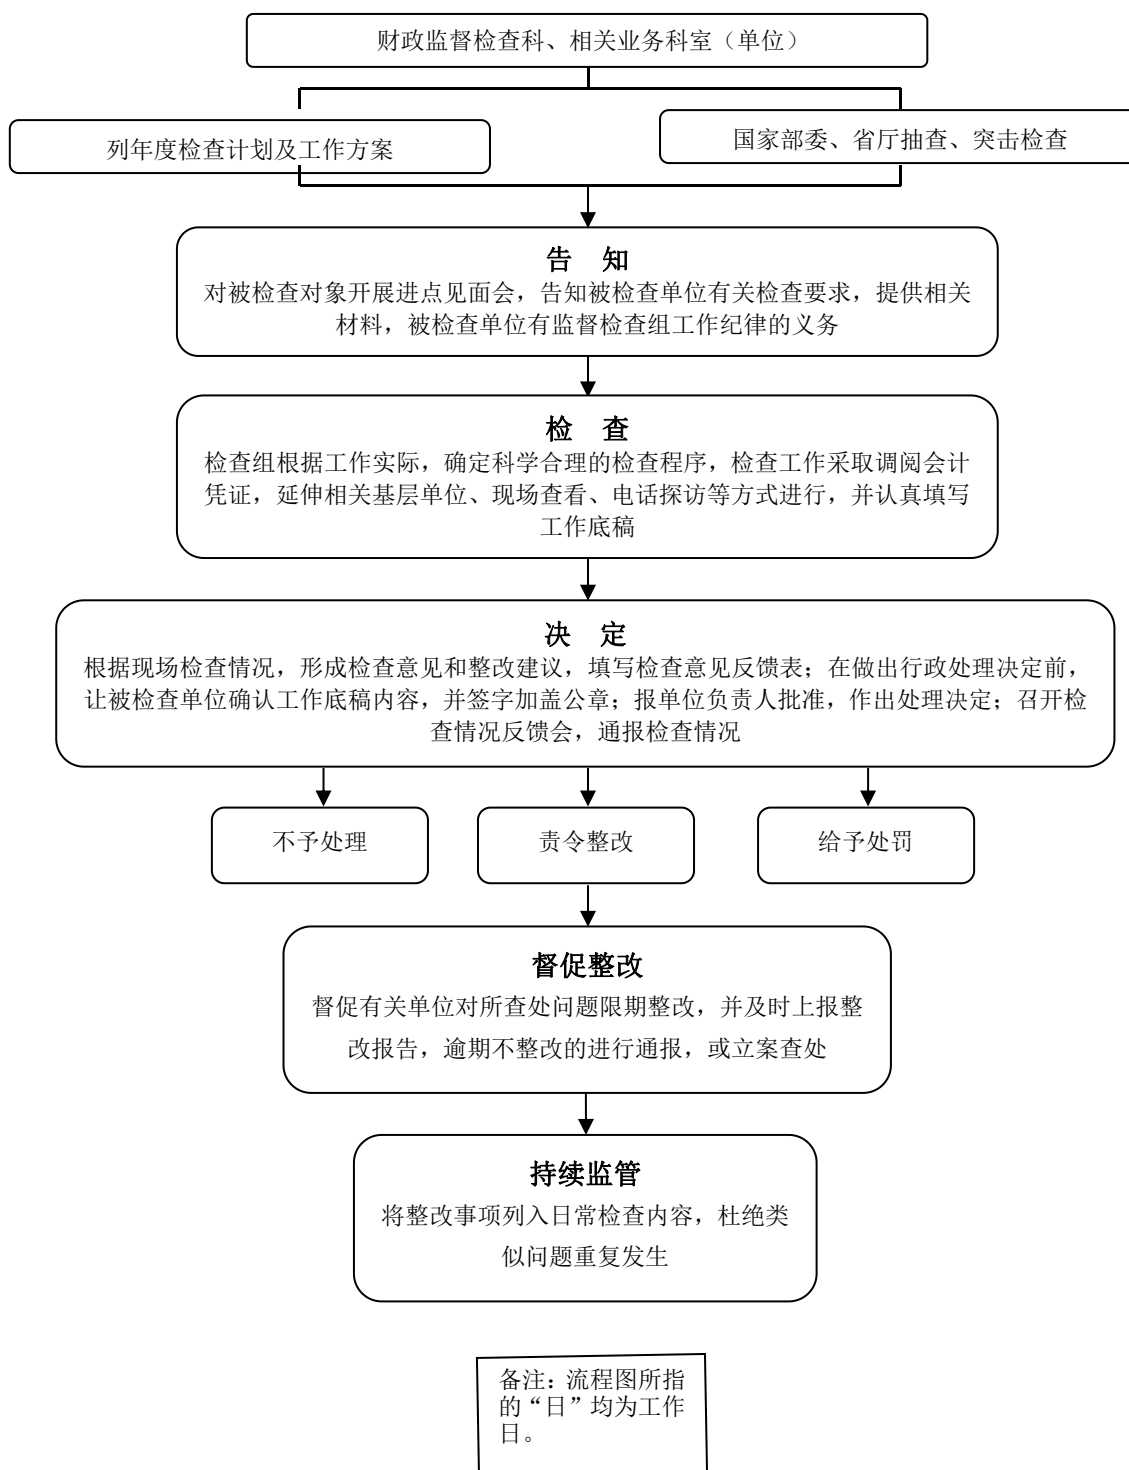 财政监督检查科、相关业务科室（单位）
列年度检查计划及工作方案
国家部委、省厅抽查、突击检查
告 知
对被检查对象开展进点见面会，告知被检查单位有关检查要求，提供相关
材料，被检查单位有监督检查组工作纪律的义务
检 查
检查组根据工作实际，确定科学合理的检查程序，检查工作采取调阅会计
凭证，延伸相关基层单位、现场查看、电话探访等方式进行，并认真填写
工作底稿
决 定
根据现场检查情况，形成检查意见和整改建议，填写检查意见反馈表；在做出行政处理决定前，
让被检查单位确认工作底稿内容，并签字加盖公章；报单位负责人批准，作出处理决定；召开检
查情况反馈会，通报检查情况
不予处理
责令整改
给予处罚
督促整改
督促有关单位对所查处问题限期整改，并及时上报整
改报告，逾期不整改的进行通报，或立案查处
持续监管
将整改事项列入日常检查内容，杜绝类
似问题重复发生
备注：流程图所指
的“日”均为工作
日。